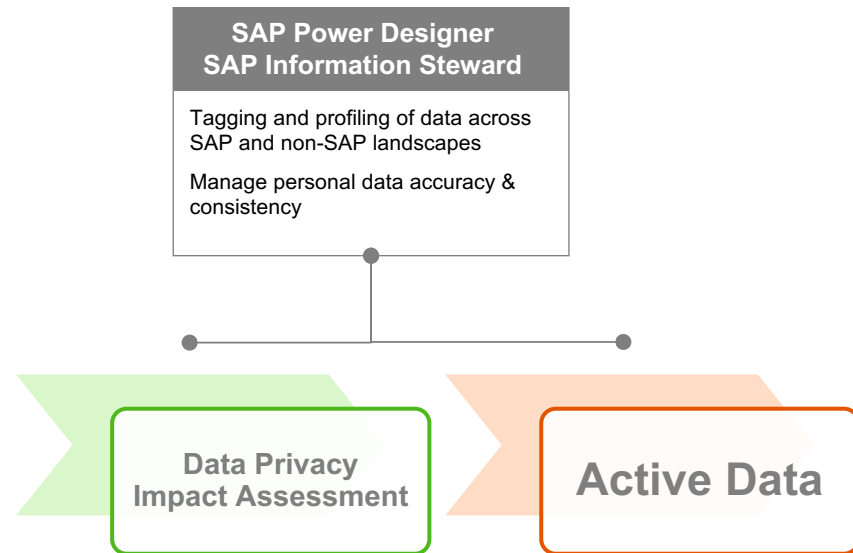 SAP Power Designer
SAP Information Steward
Tagging and profiling of data across
SAP and non-SAP landscapes
Manage personal data accuracy &
consistency
Data Privacy
Impact Assessment
Active Data